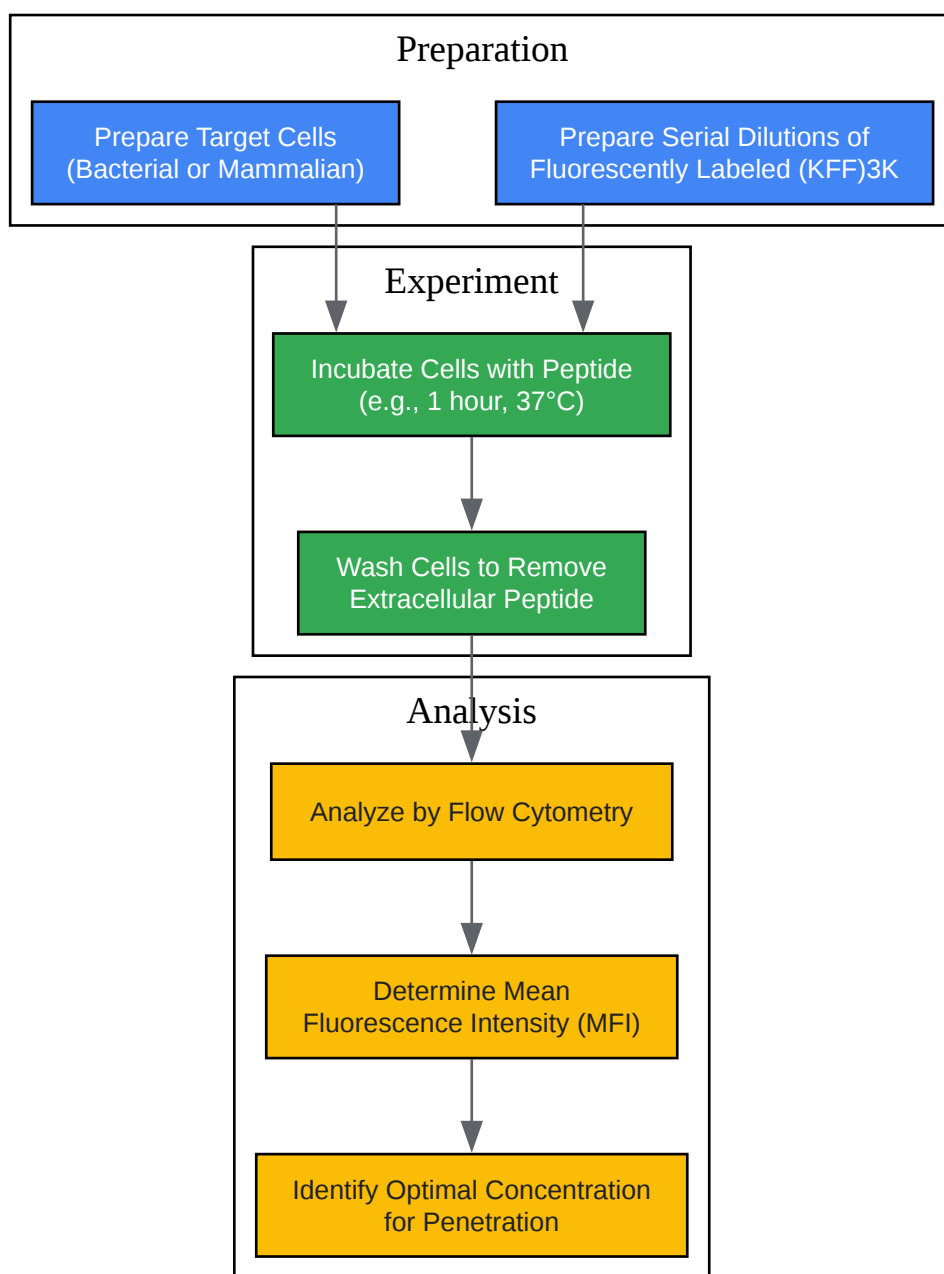 Preparation
Prepare Target Cells
(Bacterial or Mammalian)
Prepare Serial Dilutions of
Fluorescently Labeled (KFF)3K
Experiment
Incubate Cells with Peptide
(e.g., 1 hour, 37°C)
Wash Cells to Remove
Extracellular Peptide
Analysis
Analyze by Flow Cytometry
Determine Mean
Fluorescence Intensity (MFI)
Identify Optimal Concentration
for Penetration